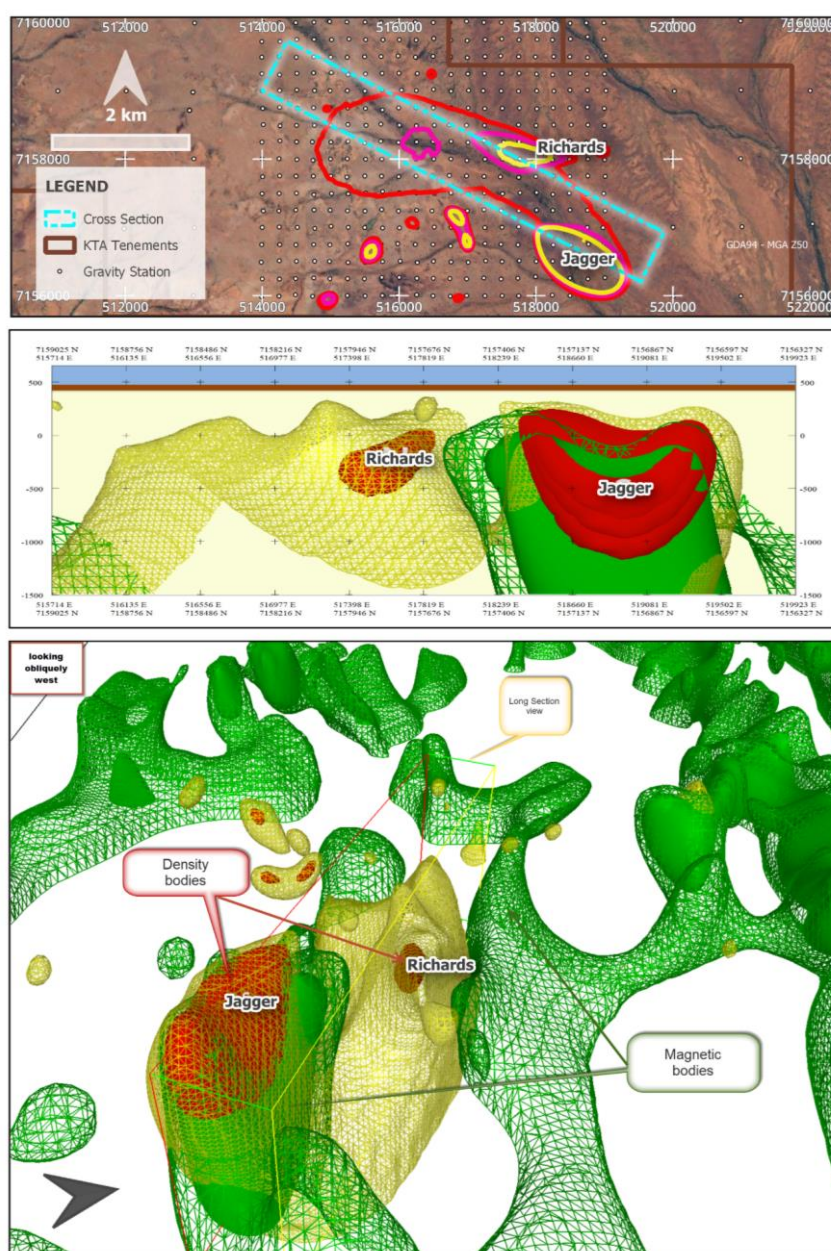 7160000
512000
514000
516000
518000
520000
7160000
522000
2 km
7158000
7158000
Richards
LEGEND
Cross Section
KTA Tenements
Gravity Station
Jagger
GDA94 - MGA Z50
7156000
512000
514000
516000
518000
520000
7156000
522000
7159025 N 7158756 N 7158486 N 7158216 N 7157946 N 7157676 N 7157406 N 7157137 N 7156867 N 7156597 N 7156327 N
515714 E 516135 E 516556 E 516977 E 517398 E 517819 E 518239 E 518660 E 519081 E 519502 E 519923 E
500 500
0 0
-500 -500
-1000 -1000
-1500 -1500
Richards
Jagger
515714 E 516135 E 516556 E 516977 E 517398 E 517819 E 518239 E 518660 E 519081 E 519502 E 519923 E
7159025 N 7158756 N 7158486 N 7158216 N 7157946 N 7157676 N 7157406 N 7157137 N 7156867 N 7156597 N 7156327 N
looking
obliquely
west
Long Section
view
Density
bodies
Richards
Jagger
Magnetic
bodies